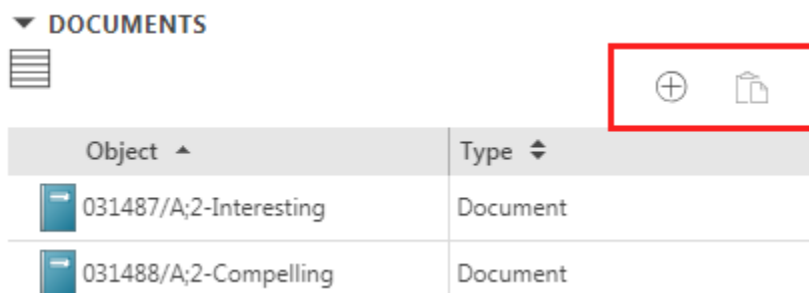 DOCUMENTS
Object Type
031487/A;2-Interesting Document
031488/A;2-Compelling Document